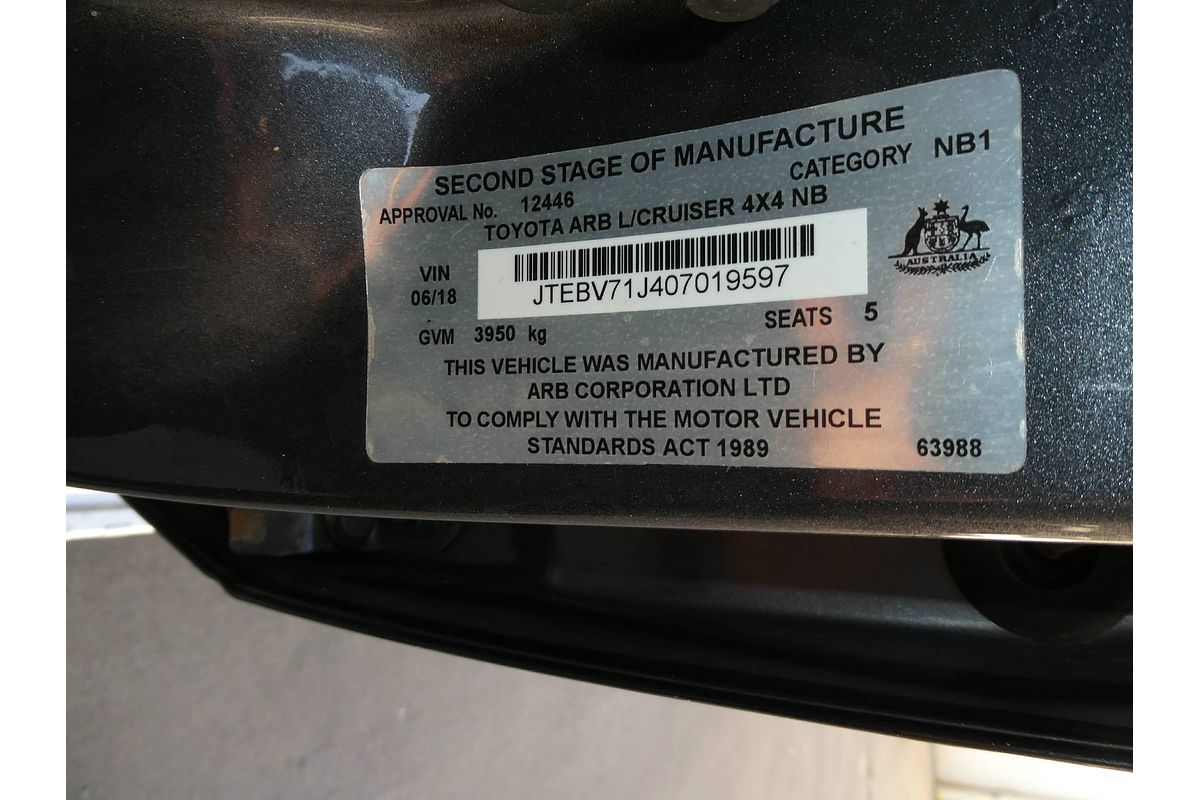 SECOND STAGE OF MANUFACTURE
APPROVAL No. 12446 CATEGORY NB1
TOYOTA ARB L/CRUISER 4X4 NB
AUSTRALIA
VIN
06/18 JTEBV71J407019597
GVM 3950 kg SEATS 5
THIS VEHICLE WAS MANUFACTURED BY
ARB CORPORATION LTD
TO COMPLY WITH THE MOTOR VEHICLE
STANDARDS ACT 1989 63988